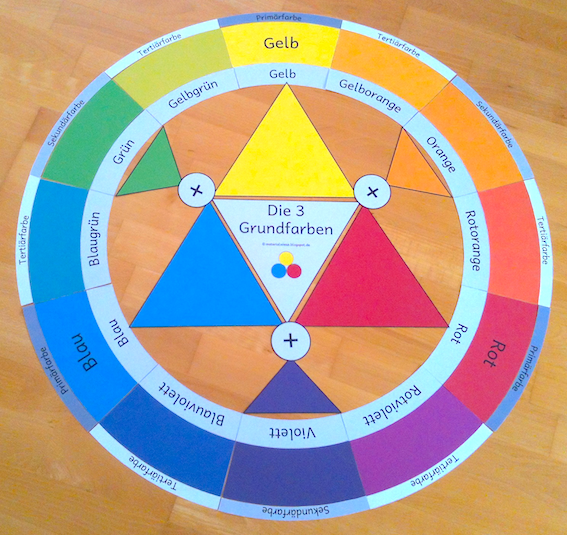 Primärfarbe
Gelb
Gelb
Tertiärfarbe
Gelborange
Sekundärfarbe
Orange
Tertiärfarbe
Rotorange
Primärfarbe
Rot
Rot
Tertiärfarbe
Rotviolett
Sekundärfarbe
Violett
Tertiärfarbe
Blauviolett
Primärfarbe
Blau
Blau
Tertiärfarbe
Blaugrün
Sekundärfarbe
Grün
Tertiärfarbe
Gelbgrün
+
+
Die 3
Grundfarben
+